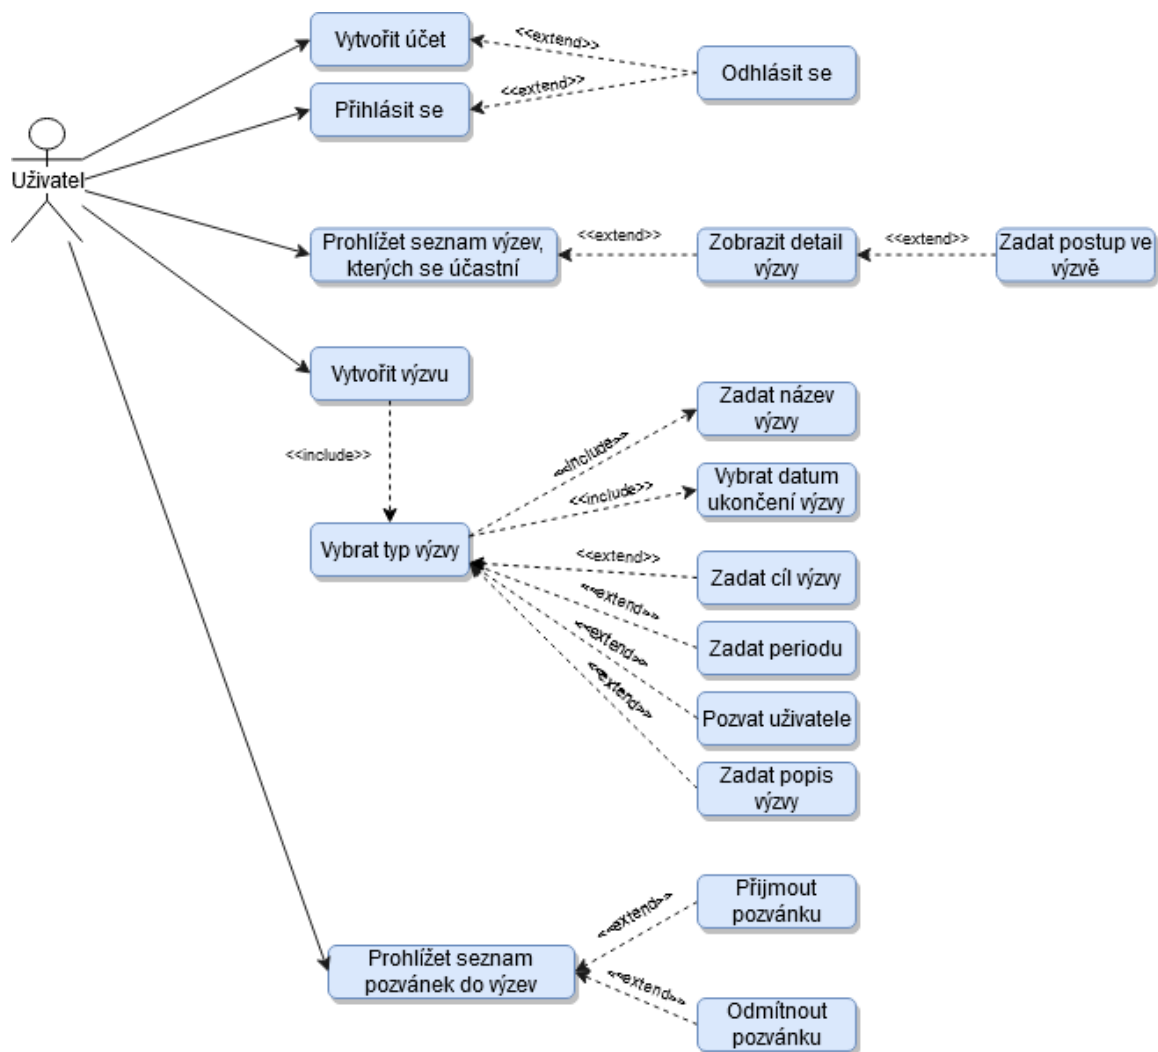 Vytvořit účet
<<extend>>
Odhlásit se
Přihlásit se
<<extend>>
Uživatel
Prohlížet seznam výzev,
kterých se účastní
<<extend>>
Zobrazit detail
výzvy
<<extend>>
Zadat postup ve
výzvě
Vytvořit výzvu
<<include>>
Vybrat typ výzvy
<<include>>
Zadat název
výzvy
<<include>>
Vybrat datum
ukončení výzvy
<<extend>>
Zadat cíl výzvy
<<extend>>
Zadat periodu
<<extend>>
Pozvat uživatele
<<extend>>
Zadat popis
výzvy
Prohlížet seznam
pozvánek do výzev
<<extend>>
Přijmout
pozvánku
<<extend>>
Odmítnout
pozvánku